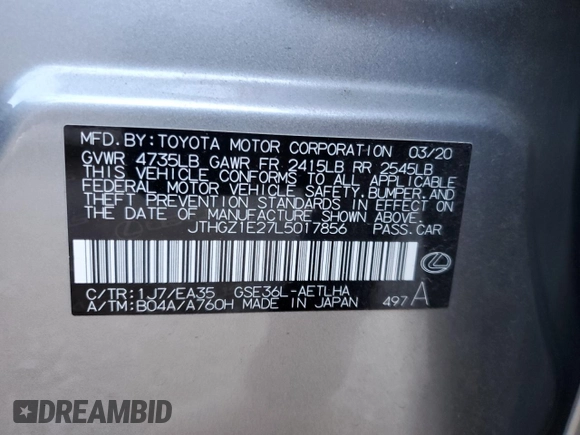 MFD.BY:TOYOTA MOTOR CORPORATION 03/20
GVWR 4735LB GAWR FR 2415LB RR 2545LB
THIS VEHICLE CONFORMS TO ALL APPLICABLE
FEDERAL MOTOR VEHICLE SAFETY, BUMPER, AND
THEFT PREVENTION STANDARDS IN EFFECT ON
THE DATE OF MANUFACTURE SHOWN ABOVE.
JTHGZ1E27L5017856 PASS.CAR
C/TR:1J7/EA35 GSE36L-AETLHA
A/TM:B04A/A760H MADE IN JAPAN 497 A
DREAMBID